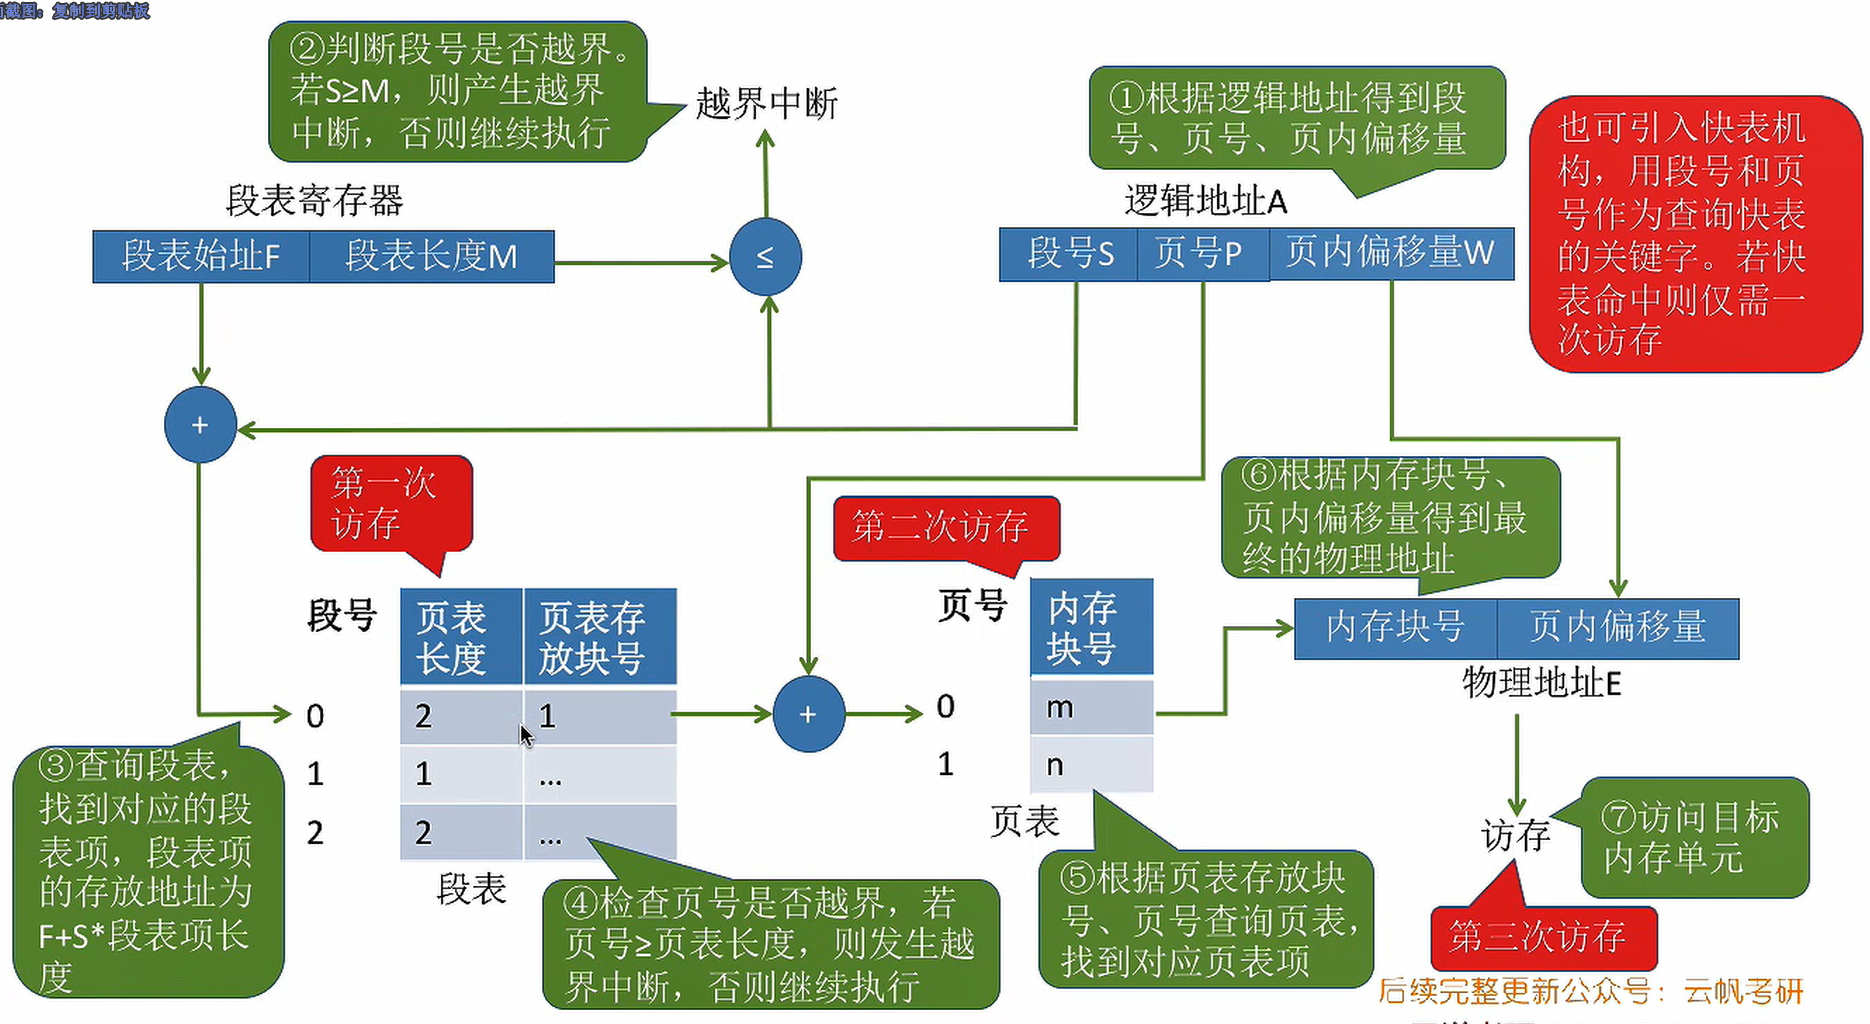 截图：复制到剪贴板
②判断段号是否越界。
若S≥M，则产生越界
中断，否则继续执行
越界中断
①根据逻辑地址得到段
号、页号、页内偏移量
也可引入快表机
构，用段号和页
号作为查询快表
的关键字。若快
表命中则仅需一
次访存
段表寄存器
段表始址F
段表长度M
≤
逻辑地址A
段号S
页号P
页内偏移量W
+
第一次
访存
第二次访存
⑥根据内存块号、
页内偏移量得到最
终的物理地址
段号
页表
长度
页表存
放块号
0
2
1
1
1
...
2
2
...
段表
+
页号
内存
块号
0
m
1
n
页表
内存块号
页内偏移量
物理地址E
③查询段表，
找到对应的段
表项，段表项
的存放地址为
F+S*段表项长
度
④检查页号是否越界，若
页号≥页表长度，则发生越
界中断，否则继续执行
⑤根据页表存放块
号、页号查询页表，
找到对应页表项
访存
⑦访问目标
内存单元
第三次访存
后续完整更新公众号：云帆考研